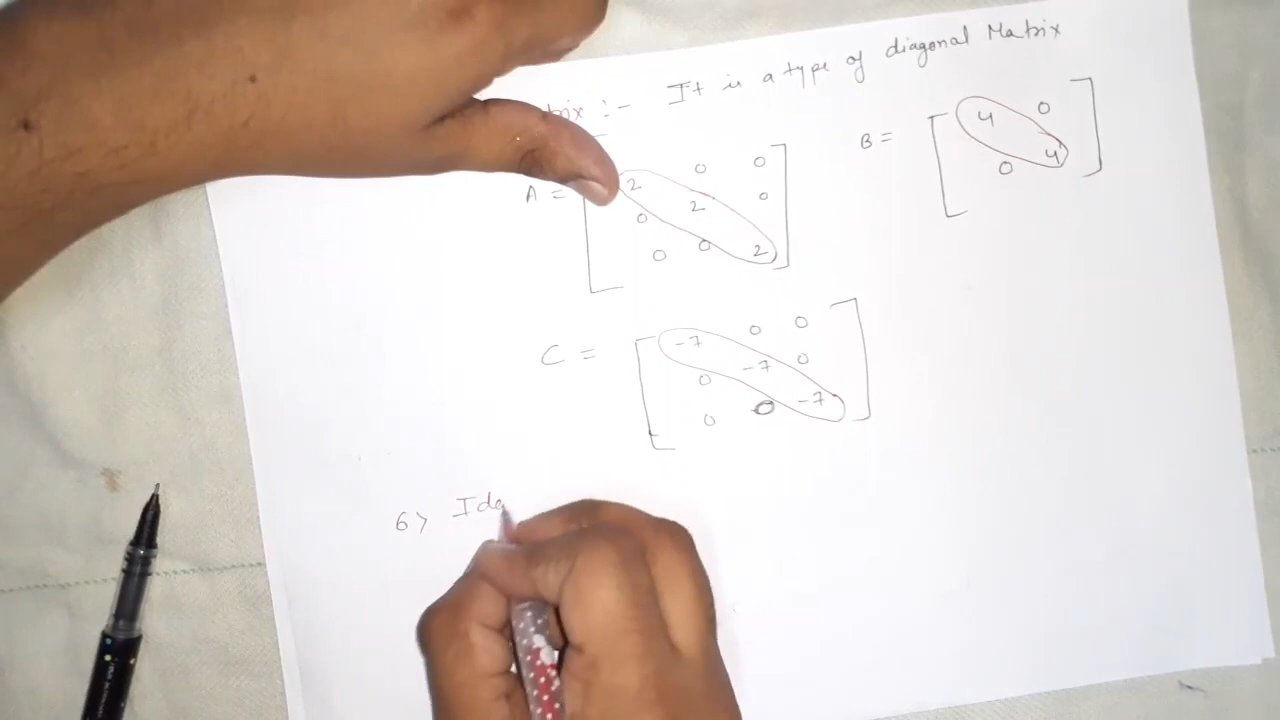 :- It is a type of diagonal Matrix
A = 2 0 0
0 2 0
0 0 2
B = 4 0
0 4
C = -7 0 0
0 -7 0
0 0 -7
6> Ide